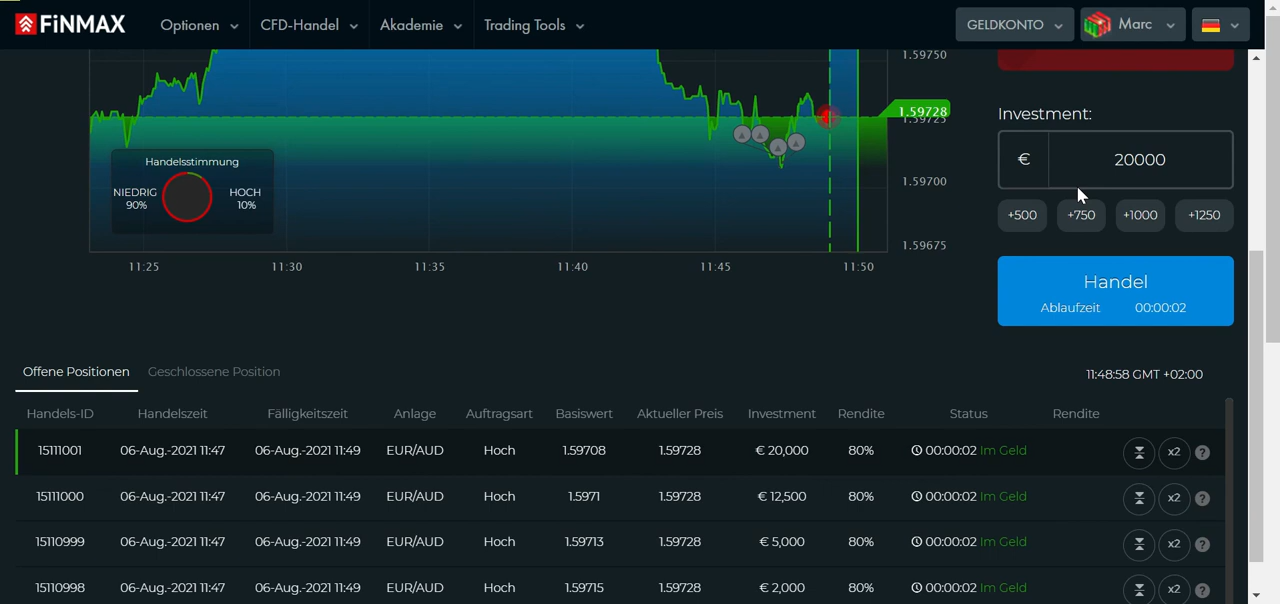 FiNMAX Optionen CFD-Handel Akademie Trading Tools GELDKONTO Marc
1.59750
1.59728
1.59725
1.59700
1.59675
Handelsstimmung
NIEDRIG 90% HOCH 10%
11:25 11:30 11:35 11:40 11:45 11:50
Investment:
€ 20000
+500 +750 +1000 +1250
Handel
Ablaufzeit 00:00:02
Offene Positionen Geschlossene Position 11:48:58 GMT +02:00
Handels-ID Handelszeit Fälligkeitszeit Anlage Auftragsart Basiswert Aktueller Preis Investment Rendite Status Rendite
15111001 06-Aug.-2021 11:47 06-Aug.-2021 11:49 EUR/AUD Hoch 1.59708 1.59728 € 20,000 80% 00:00:02 Im Geld x2 ?
15111000 06-Aug.-2021 11:47 06-Aug.-2021 11:49 EUR/AUD Hoch 1.5971 1.59728 € 12,500 80% 00:00:02 Im Geld x2 ?
15110999 06-Aug.-2021 11:47 06-Aug.-2021 11:49 EUR/AUD Hoch 1.59713 1.59728 € 5,000 80% 00:00:02 Im Geld x2 ?
15110998 06-Aug.-2021 11:47 06-Aug.-2021 11:49 EUR/AUD Hoch 1.59715 1.59728 € 2,000 80% 00:00:02 Im Geld x2 ?